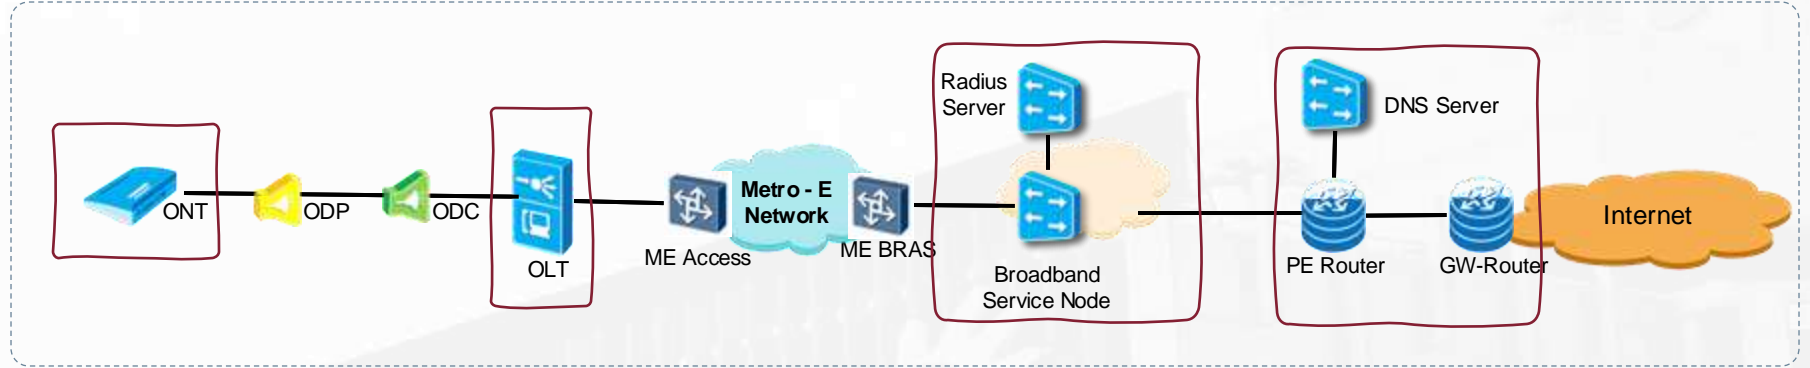 ONT
ODP
ODC
OLT
ME Access
Metro - E
Network
ME BRAS
Radius
Server
Broadband
Service Node
DNS Server
PE Router
GW-Router
Internet